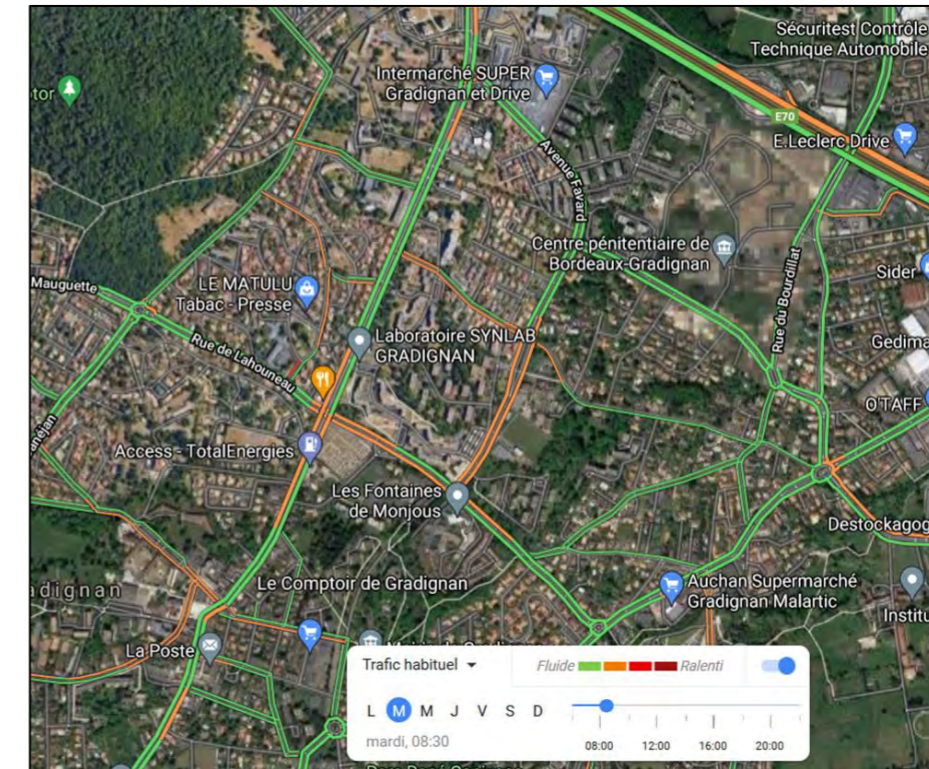 Sécuritest Contrôle
Technique Automobile
Intermarché SUPER
Gradignan et Drive
tor
E70
E.Leclerc Drive
Avenue Favard
Centre pénitentiaire de
Bordeaux-Gradignan
Rue du Bourdillat
Sider
Mauguette
LE MATULU
Tabac - Presse
Rue de Lahouneau
Laboratoire SYNLAB
GRADIGNAN
Gedima
O'TAFF
anéjan
Access - TotalEnergies
Les Fontaines
de Monjous
Destockagog
adignan
Le Comptoir de Gradignan
Auchan Supermarché
Gradignan Malartic
Institu
La Poste
Trafic habituel
Fluide
Ralenti
L M M J V S D
mardi, 08:30
08:00 12:00 16:00 20:00